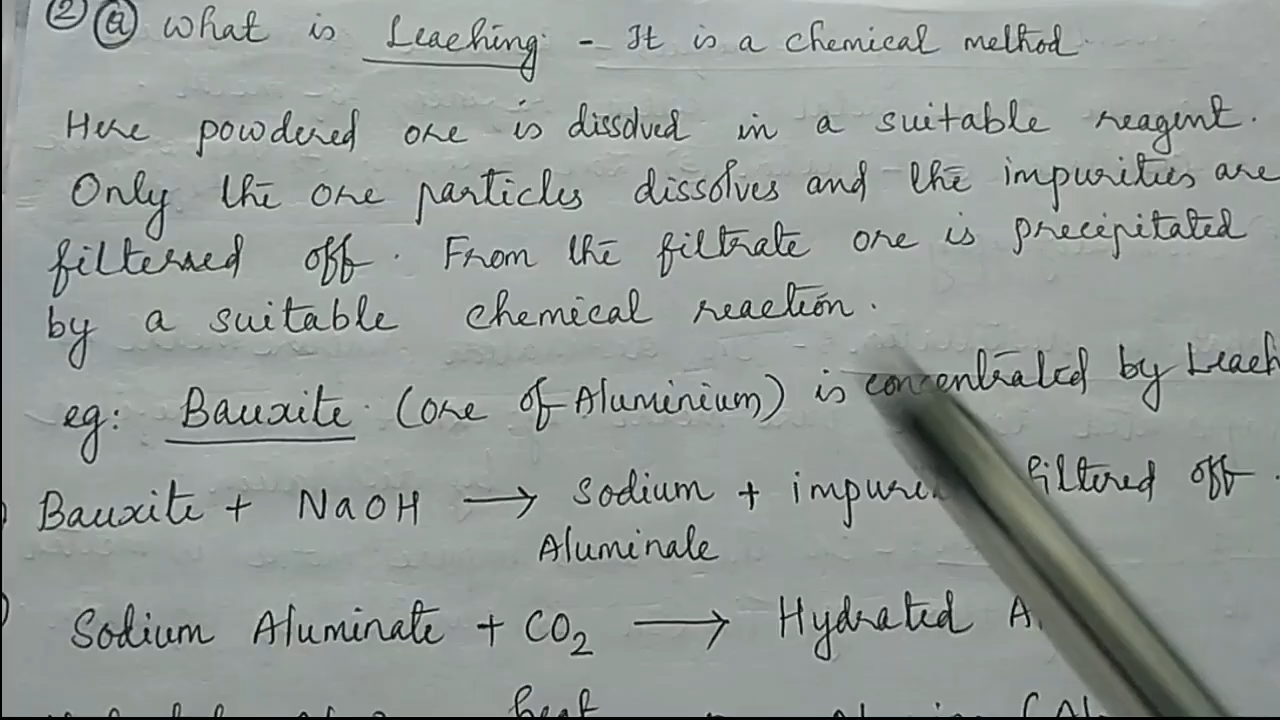 ② ⓐ What is Leaching - It is a chemical method
Here powdered ore is dissolved in a suitable reagent.
Only the ore particles dissolves and the impurities are
filtered off. From the filtrate ore is precipitated
by a suitable chemical reaction.
eg: Bauxite (ore of Aluminium) is concentrated by Leach
Bauxite + NaOH → Sodium + impuri filtered off.
Aluminate
Sodium Aluminate + CO₂ → Hydrated A
heat